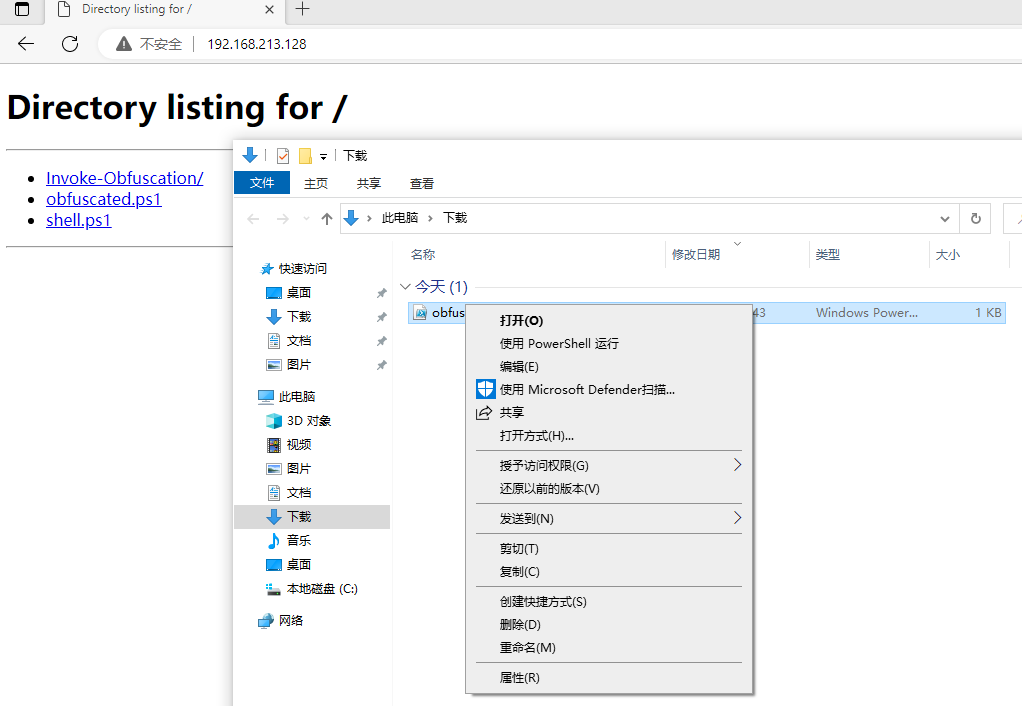 Directory listing for /
不安全 192.168.213.128
Directory listing for /
Invoke-Obfuscation/
obfuscated.ps1
shell.ps1
下载
文件 主页 共享 查看
此电脑 下载
名称 修改日期 类型 大小
快速访问
桌面
下载
文档
图片
此电脑
3D 对象
视频
图片
文档
下载
音乐
桌面
本地磁盘 (C:)
网络
今天 (1)
obfus 43 Windows Power... 1 KB
打开(O)
使用 PowerShell 运行
编辑(E)
使用 Microsoft Defender扫描...
共享
打开方式(H)...
授予访问权限(G)
还原以前的版本(V)
发送到(N)
剪切(T)
复制(C)
创建快捷方式(S)
删除(D)
重命名(M)
属性(R)